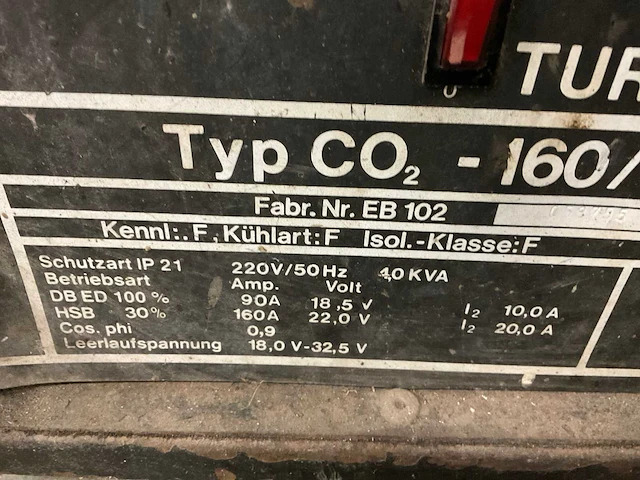 TUR
Typ CO₂ - 160/
Fabr. Nr. EB 102
Kennl:. F, Kühlart: F Isol.-Klasse: F
Schutzart IP 21 220V/50Hz 4,0 KVA
Betriebsart Amp. Volt
DB ED 100% 90A 18,5 V I₂ 10,0 A
HSB 30% 160A 22,0 V I₂ 20,0 A
Cos. phi 0,9
Leerlaufspannung 18,0 V-32,5 V